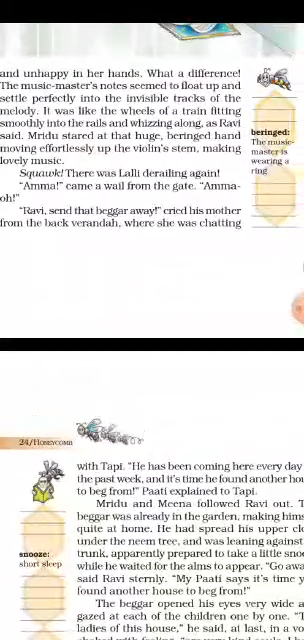 and unhappy in her hands. What a difference!
The music-master's notes seemed to float up and
settle perfectly into the invisible tracks of the
melody. It was like the wheels of a train fitting
smoothly into the rails and whizzing along, as Ravi
said. Mridu stared at that huge, beringed hand
moving effortlessly up the violin's stem, making
lovely music.
Squawk! There was Lalli derailing again!
"Amma!" came a wail from the gate. "Amma-
oh!"
"Ravi, send that beggar away!" cried his mother
from the back verandah, where she was chatting
beringed:
The music-
master is
wearing a
ring
24/HONEYCOMB
with Tapi. "He has been coming here every day
the past week, and it's time he found another
to beg from!" Paati explained to Tapi.
Mridu and Meena followed Ravi out.
beggar was already in the garden, making
quite at home. He had spread his upper
under the neem tree, and was leaning against
trunk, apparently prepared to take a little
while he waited for the alms to appear. "Go
said Ravi sternly. "My Paati says it's time
found another house to beg from!"
The beggar opened his eyes very wide
gazed at each of the children one by one.
ladies of this house," he said, at last, in a
snooze:
short sleep